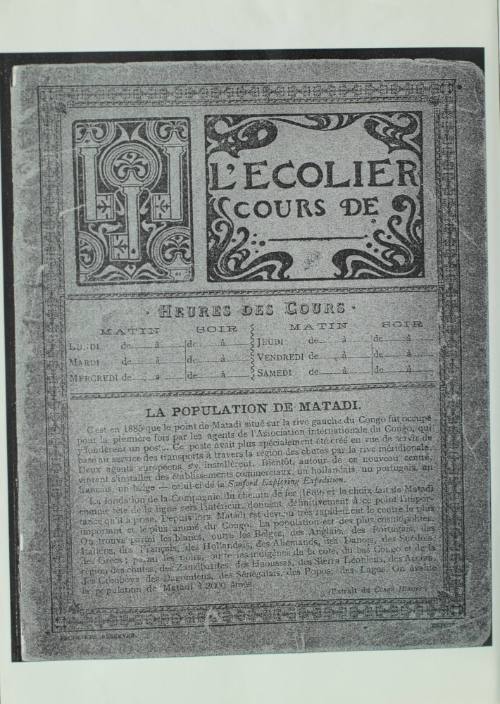 L'ECOLIER
COURS DE
HEURES DES COURS
MATIN SOIR MATIN SOIR
LUNDI de à de à JEUDI de à de à
MARDI de à de à VENDREDI de à de à
MERCREDI de à de à SAMEDI de à de à
LA POPULATION DE MATADI.
C'est en 1885 que le point de Matadi situé sur la rive gauche du Congo fut occupé
pour la première fois par les agents de l'Association internationale du Congo, qui
y fondèrent un poste. Ce poste avait plus spécialement été créé en vue de servir de
base au service des transports à travers la région des chutes par la rive méridionale.
Deux agents européens s'y installèrent. Bientôt, autour de ce nouveau centre,
vinrent s'installer des établissements commerciaux, un hollandais, un portugais, un
français, un belge — celui de la Sanford Exploring Expedition.
La fondation de la Compagnie du chemin de fer et le choix fait de Matadi
comme tête de la ligne vers l'intérieur, donnent définitivement à ce point l'impor-
tance qu'il a prise. Depuis lors Matadi est devenu très rapidement le centre le plus
important et le plus animé du Congo. La population est des plus cosmopolites.
On trouve parmi les blancs, outre les Belges, des Anglais, des Portugais, des
Italiens, des Français, des Hollandais, des Allemands, des Danois, des Suédois,
des Grecs ; parmi les noirs, outre les indigènes de la côte, du bas Congo et de la
région des chutes, des Zanzibarites, des Haoussas, des Sierra Léoniens, des Accras,
des Sénégalais, des Popos, des Lagos. On évalue
la population de Matadi à 2000 âmes.
(Extrait du Congo Illustré)